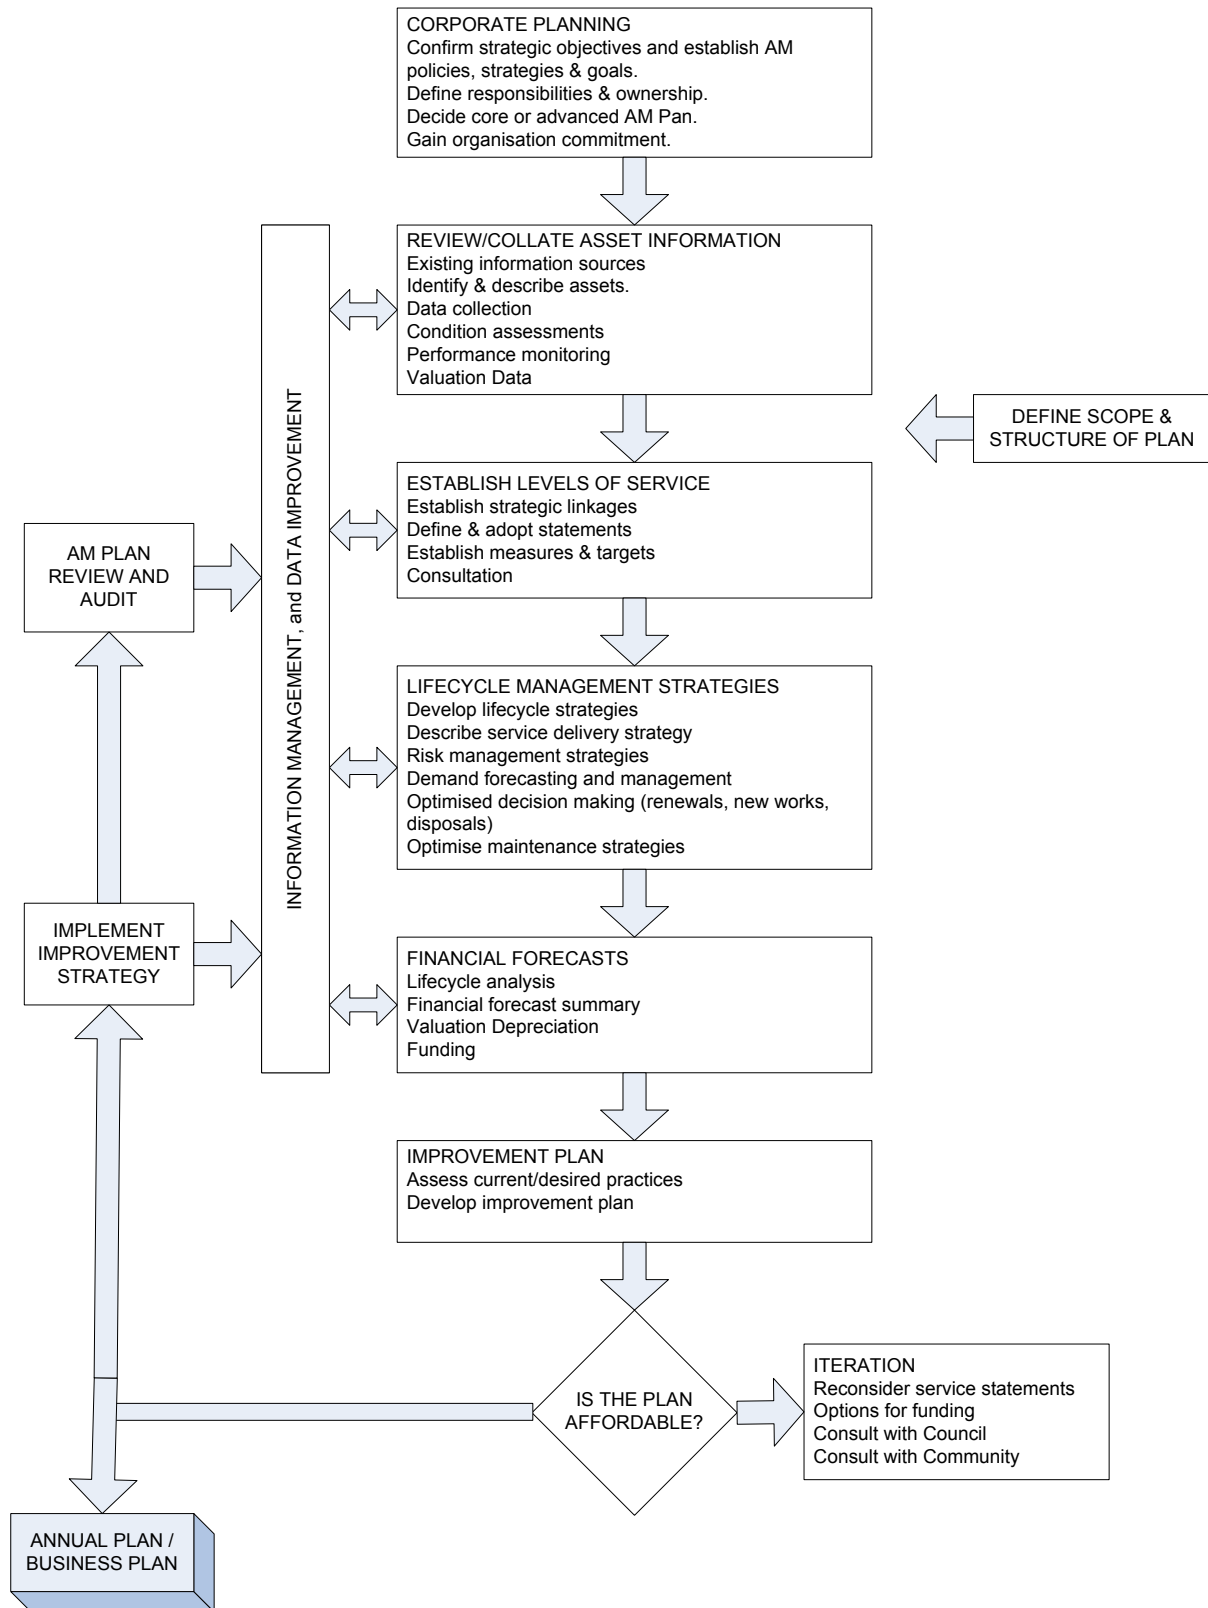 CORPORATE PLANNING
Confirm strategic objectives and establish AM
policies, strategies & goals.
Define responsibilities & ownership.
Decide core or advanced AM Pan.
Gain organisation commitment.
REVIEW/COLLATE ASSET INFORMATION
Existing information sources
Identify & describe assets.
Data collection
Condition assessments
Performance monitoring
Valuation Data
DEFINE SCOPE &
STRUCTURE OF PLAN
INFORMATION MANAGEMENT, and DATA IMPROVEMENT
ESTABLISH LEVELS OF SERVICE
Establish strategic linkages
Define & adopt statements
Establish measures & targets
Consultation
AM PLAN
REVIEW AND
AUDIT
LIFECYCLE MANAGEMENT STRATEGIES
Develop lifecycle strategies
Describe service delivery strategy
Risk management strategies
Demand forecasting and management
Optimised decision making (renewals, new works,
disposals)
Optimise maintenance strategies
IMPLEMENT
IMPROVEMENT
STRATEGY
FINANCIAL FORECASTS
Lifecycle analysis
Financial forecast summary
Valuation Depreciation
Funding
IMPROVEMENT PLAN
Assess current/desired practices
Develop improvement plan
IS THE PLAN
AFFORDABLE?
ITERATION
Reconsider service statements
Options for funding
Consult with Council
Consult with Community
ANNUAL PLAN /
BUSINESS PLAN